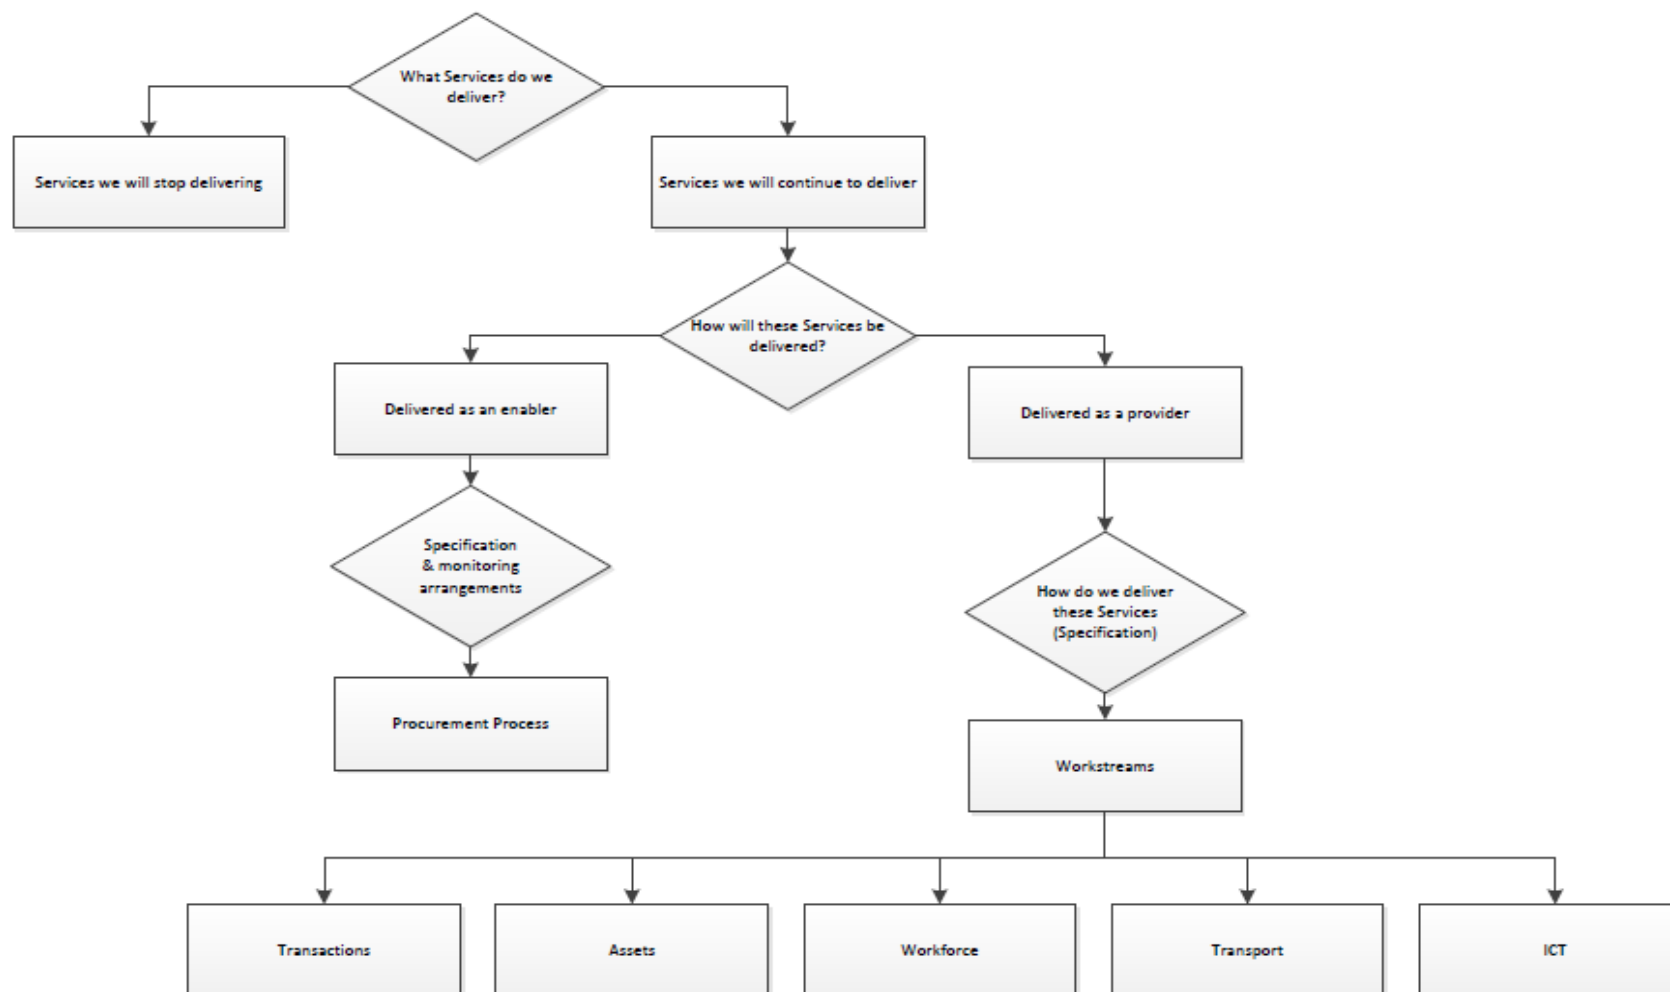 What Services do we
deliver?
Services we will stop delivering
Services we will continue to deliver
How will these Services be
delivered?
Delivered as an enabler
Delivered as a provider
Specification
& monitoring
arrangements
How do we deliver
these Services
(Specification)
Procurement Process
Workstreams
Transactions
Assets
Workforce
Transport
ICT